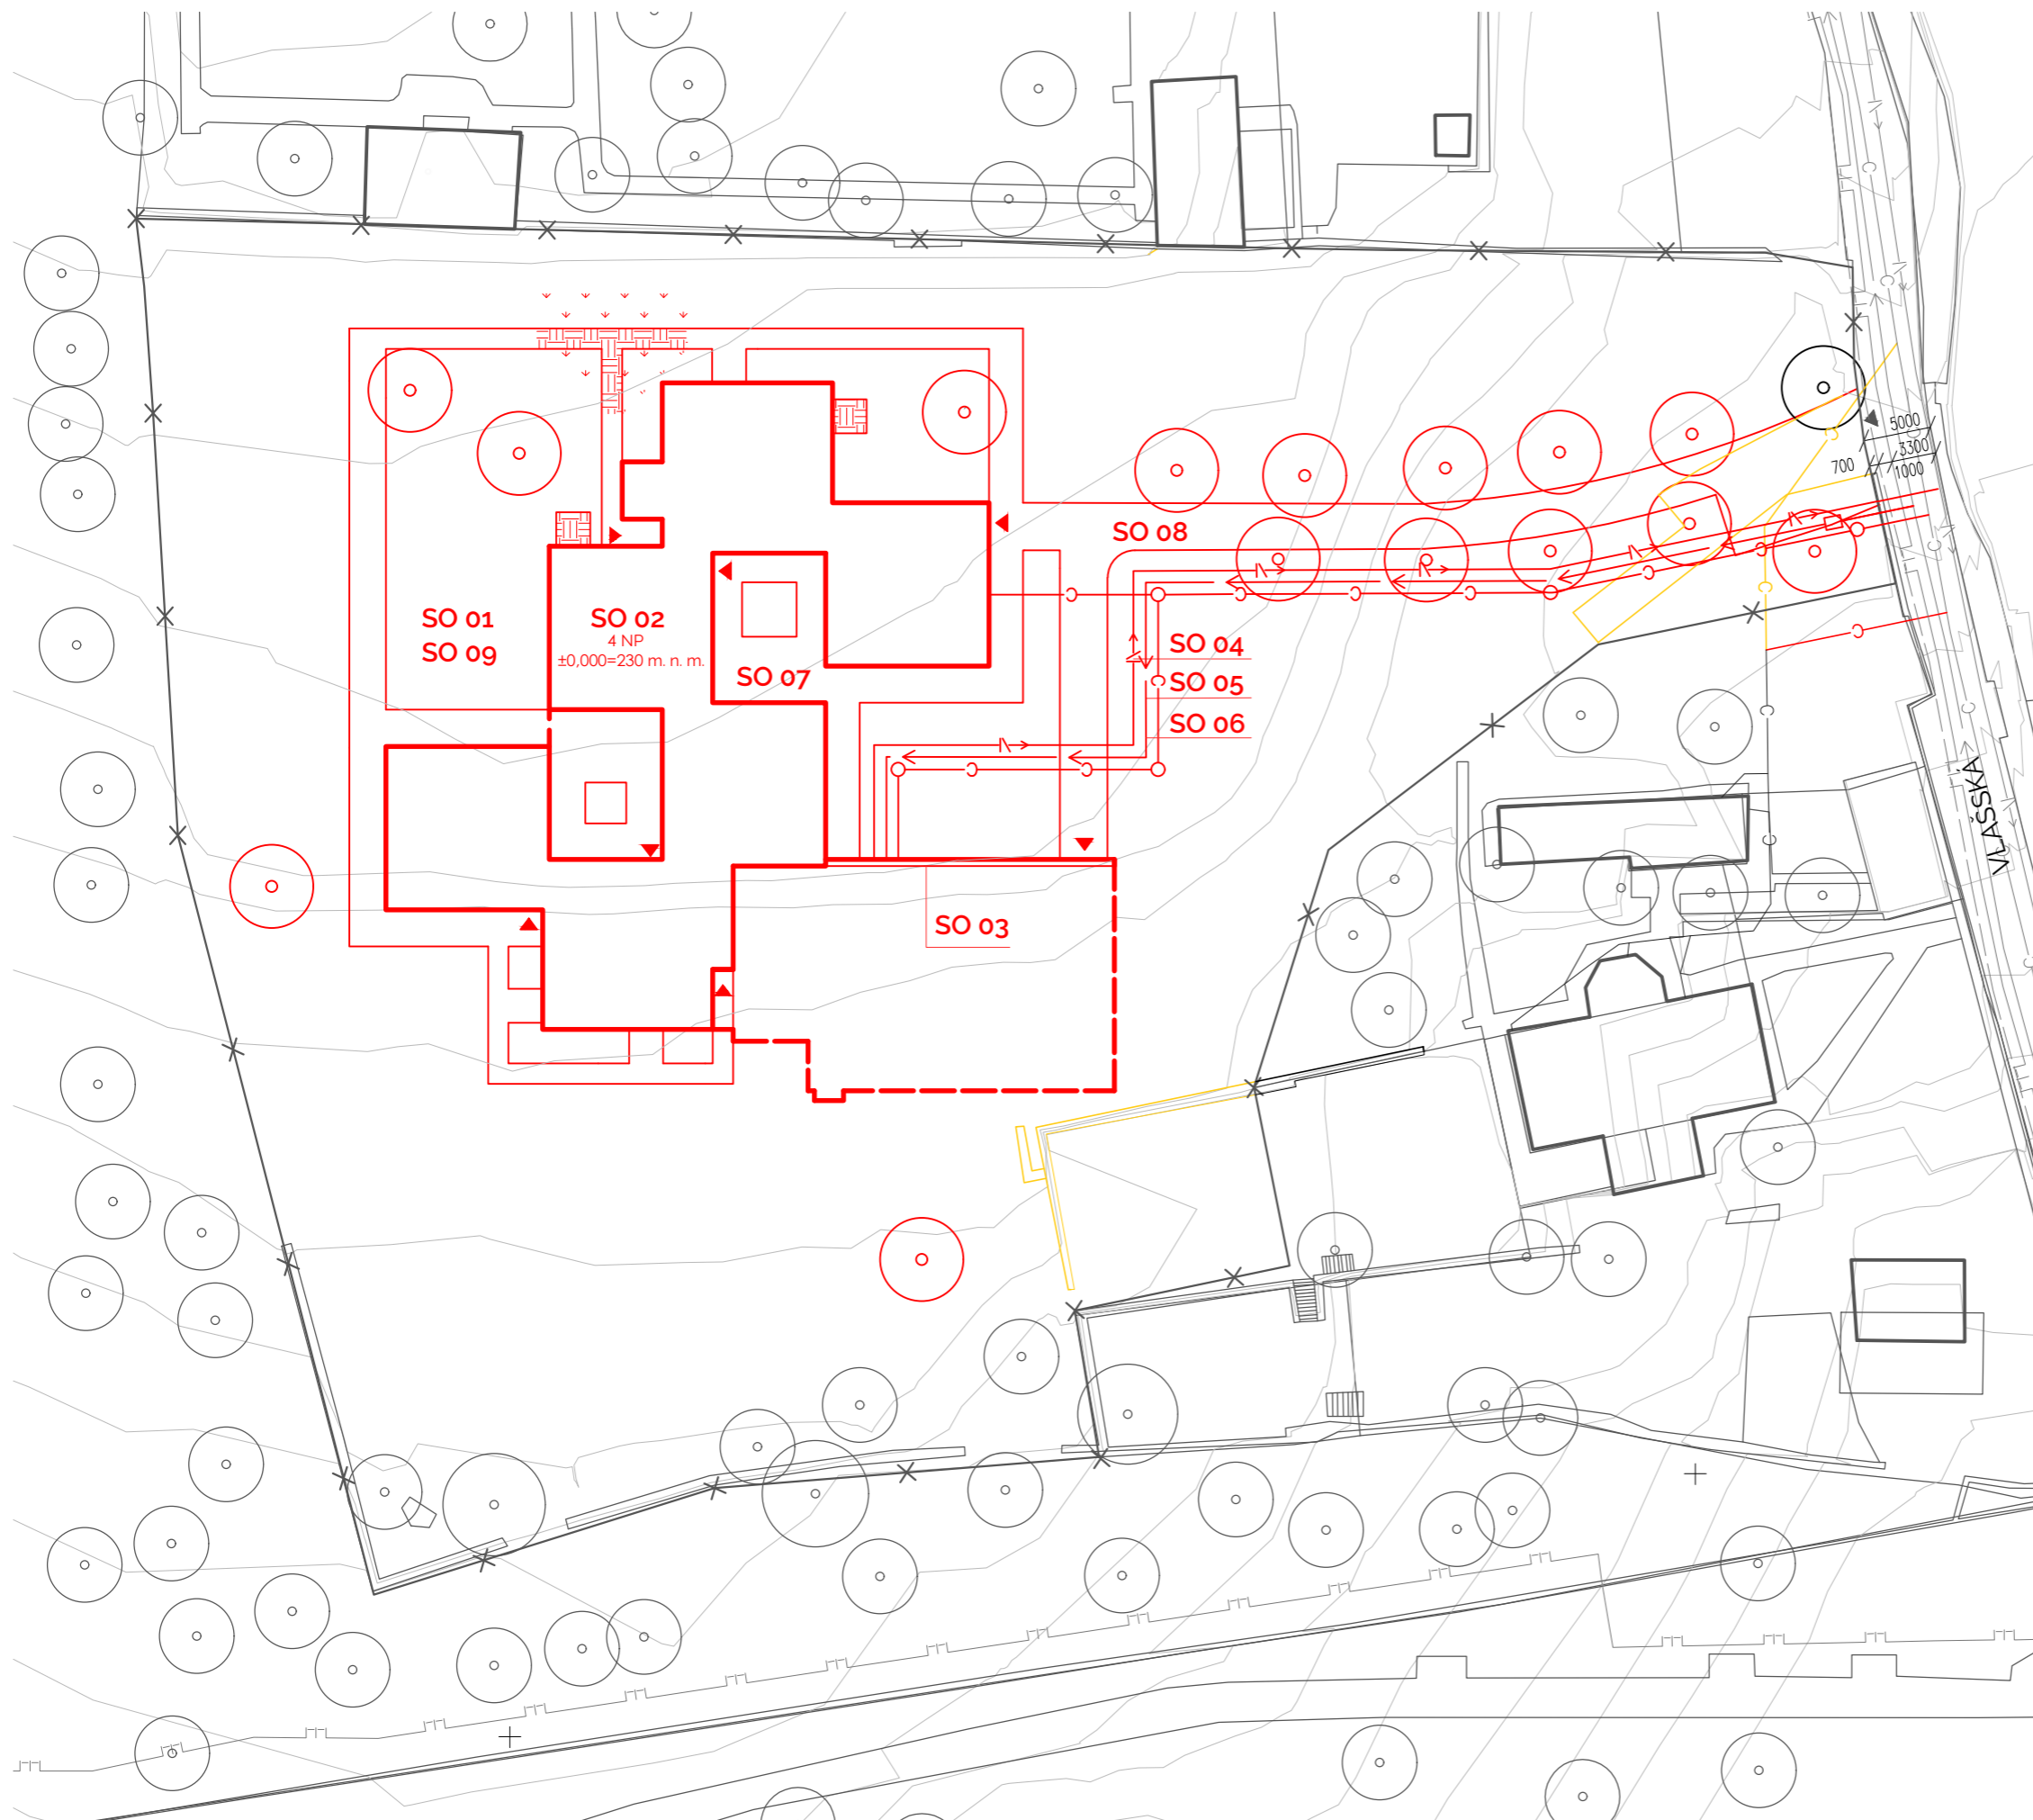 5000
3300
700
1000
SO 08
SO 01
SO 09
SO 02
4 NP
±0,000=230 m. n. m.
SO 07
SO 04
SO 05
SO 06
VLAŠSKÁ
SO 03